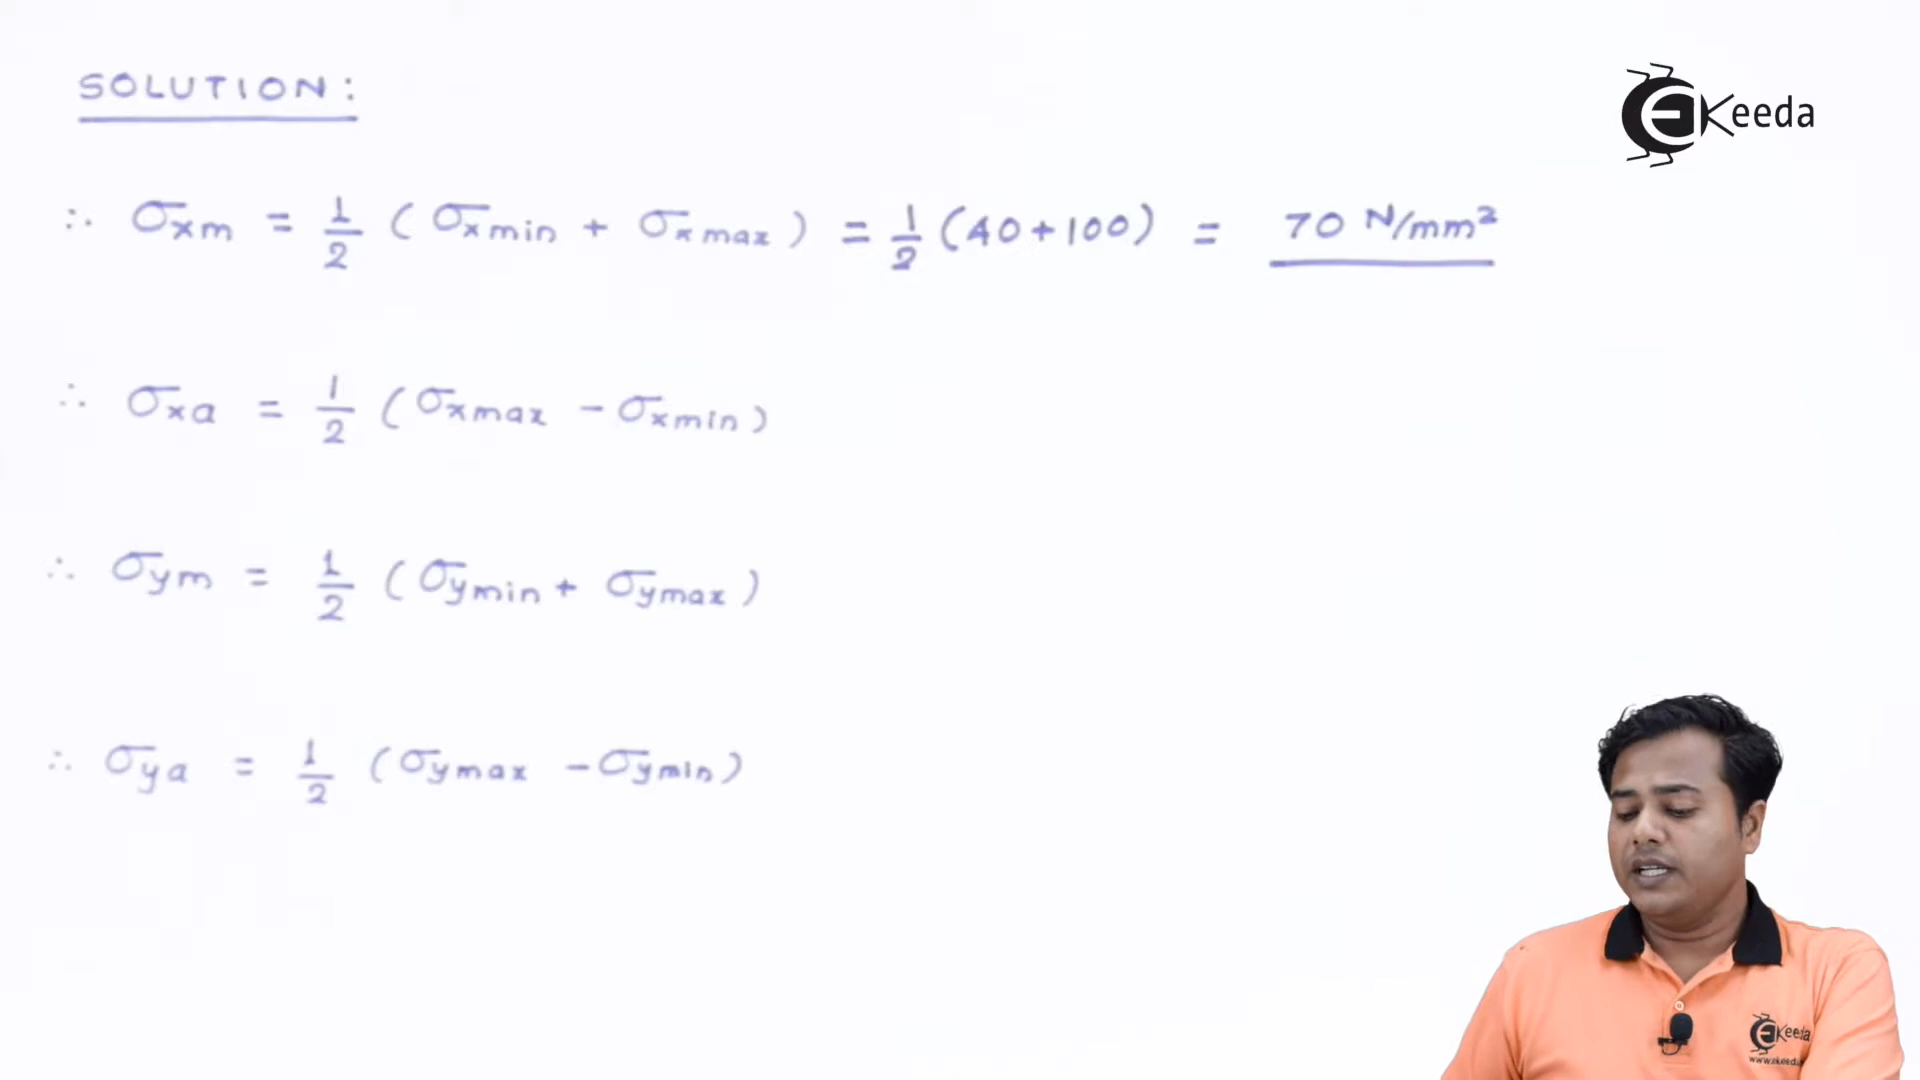 SOLUTION:
EKeeda
∴ σxm = 1/2 (σxmin + σxmax) = 1/2 (40+100) = 70 N/mm²
∴ σxa = 1/2 (σxmax - σxmin)
∴ σym = 1/2 (σymin + σymax)
∴ σya = 1/2 (σymax - σymin)
EKeeda